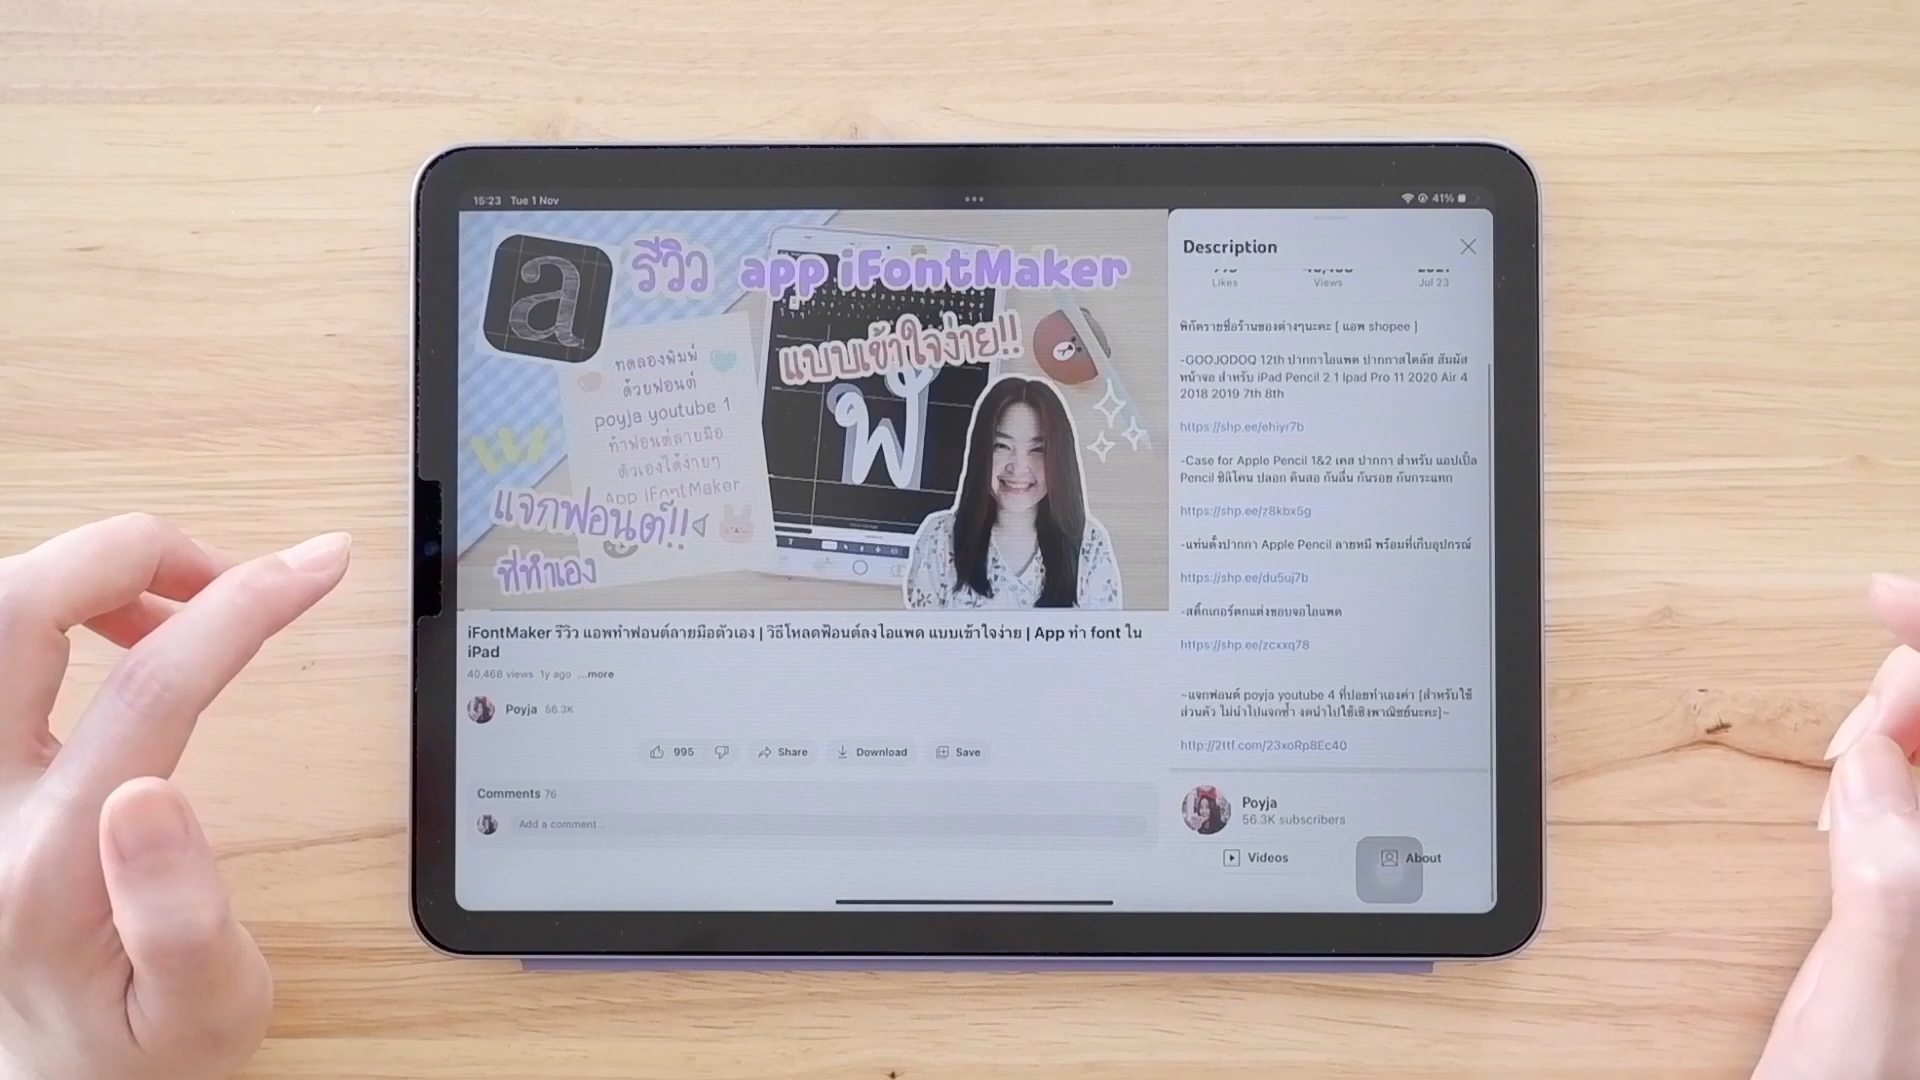 15:23 Tue 1 Nov
41%
a
รีวิว app iFontMaker
แบบเข้าใจง่าย!!
ทดลองพิมพ์
ด้วยฟอนต์
poyja youtube 1
ทำฟอนต์ลายมือ
ตัวเองได้ง่ายๆ
App iFontMaker
พ
แจกฟอนต์!!
ที่ทำเอง
iFontMaker รีวิว แอพทำฟอนต์ลายมือตัวเอง | วิธีโหลดฟ้อนต์ลงไอแพด แบบเข้าใจง่าย | App ทำ font ใน
iPad
40,468 views 1y ago ...more
Poyja 56.3K
995 Share Download Save
Comments 76
Add a comment...
Description
Likes Views Jul 23
พิกัดรายชื่อร้านของต่างๆนะคะ [ แอพ shopee ]
-GOOJODOQ 12th ปากกาไอแพด ปากกาสไตลัส สัมผัส
หน้าจอ สำหรับ iPad Pencil 2 1 Ipad Pro 11 2020 Air 4
2018 2019 7th 8th
https://shp.ee/ehiyr7b
-Case for Apple Pencil 1&2 เคส ปากกา สำหรับ แอปเปิ้ล
Pencil ซิลิโคน ปลอก ดินสอ กันลื่น กันรอย กันกระแทก
https://shp.ee/z8kbx5g
-แท่นตั้งปากกา Apple Pencil ลายหมี พร้อมที่เก็บอุปกรณ์
https://shp.ee/du5uj7b
-สติ๊กเกอร์ตกแต่งขอบจอไอแพด
https://shp.ee/zcxxq78
~แจกฟอนต์ poyja youtube 4 ที่ปอยทำเองค่า [สำหรับใช้
ส่วนตัว ไม่นำไปแจกซ้ำ งดนำไปใช้เชิงพาณิชย์นะคะ]~
http://2ttf.com/23xoRp8Ec40
Poyja
56.3K subscribers
Videos About